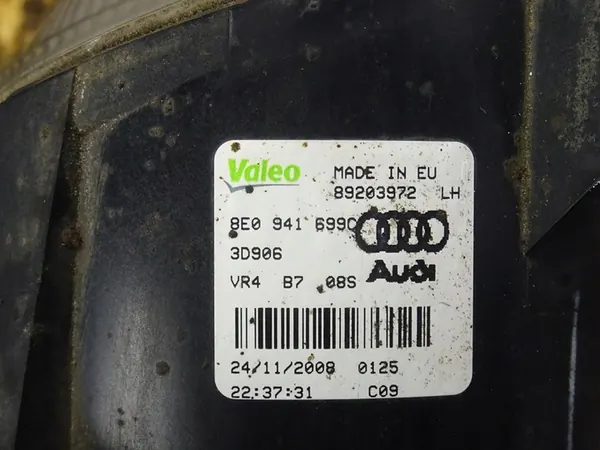 Valeo MADE IN EU
89203972 LH
8E0 941 699C
3D906 Audi
VR4 B7 08S
24/11/2008 0125
22:37:31 C09